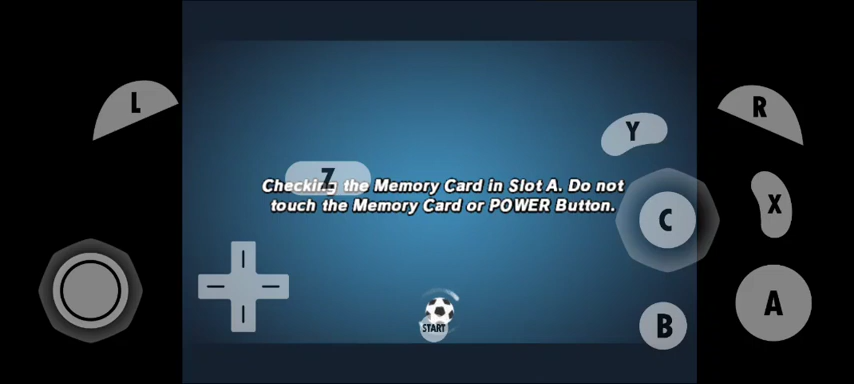 L
R
Y
Z
Checking the Memory Card in Slot A. Do not
touch the Memory Card or POWER Button.
X
C
A
B
START